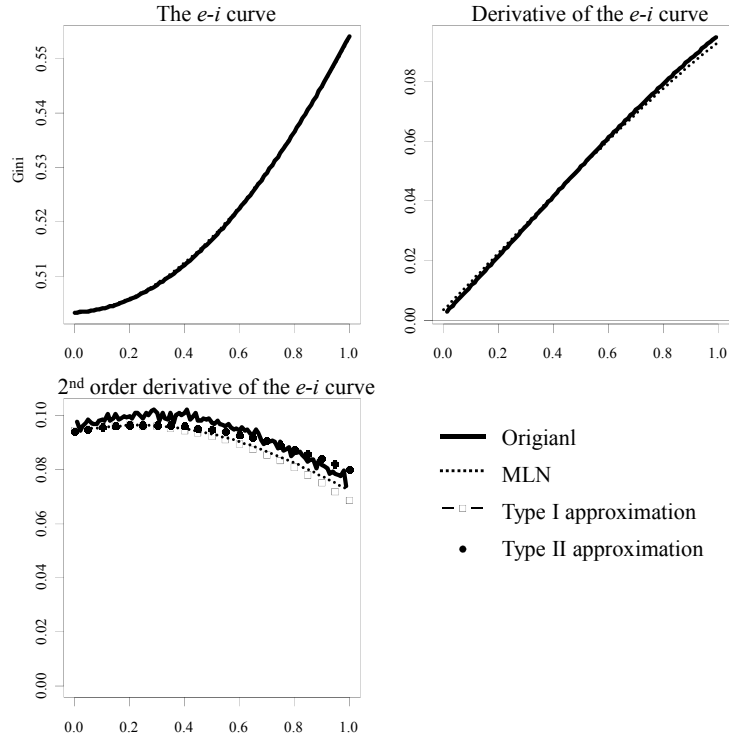 The e-i curve
Derivative of the e-i curve
Gini
0.55
0.54
0.53
0.52
0.51
0.0 0.2 0.4 0.6 0.8 1.0
0.08
0.06
0.04
0.02
0.00
0.0 0.2 0.4 0.6 0.8 1.0
2nd order derivative of the e-i curve
0.10
0.08
0.06
0.04
0.02
0.00
0.0 0.2 0.4 0.6 0.8 1.0
Origianl
MLN
Type I approximation
Type II approximation